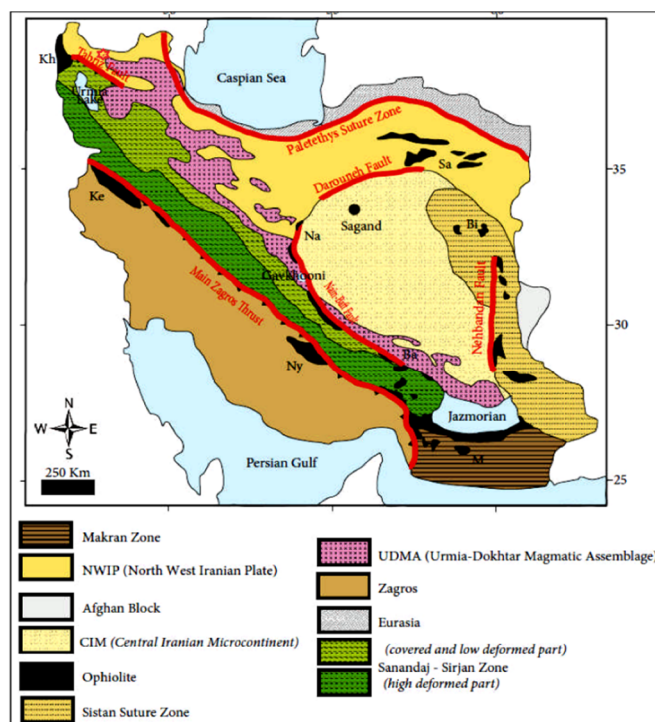 Kh
Tabriz Fault
Urmia
Lake
Caspian Sea
Paletethys Suture Zone
Darouneh Fault
Sa
35
Ke
Sagand
Bi
Na
Gavkhooni
Main Zagros Thrust
Nehbandan Fault
30
Ny
Ba
N
W E
S
Jazmorian
Persian Gulf
M
25
250 Km
Makran Zone
NWIP (North West Iranian Plate)
Afghan Block
CIM (Central Iranian Microcontinent)
Ophiolite
Sistan Suture Zone
UDMA (Urmia-Dokhtar Magmatic Assemblage)
Zagros
Eurasia
(covered and low deformed part)
Sanandaj - Sirjan Zone
(high deformed part)